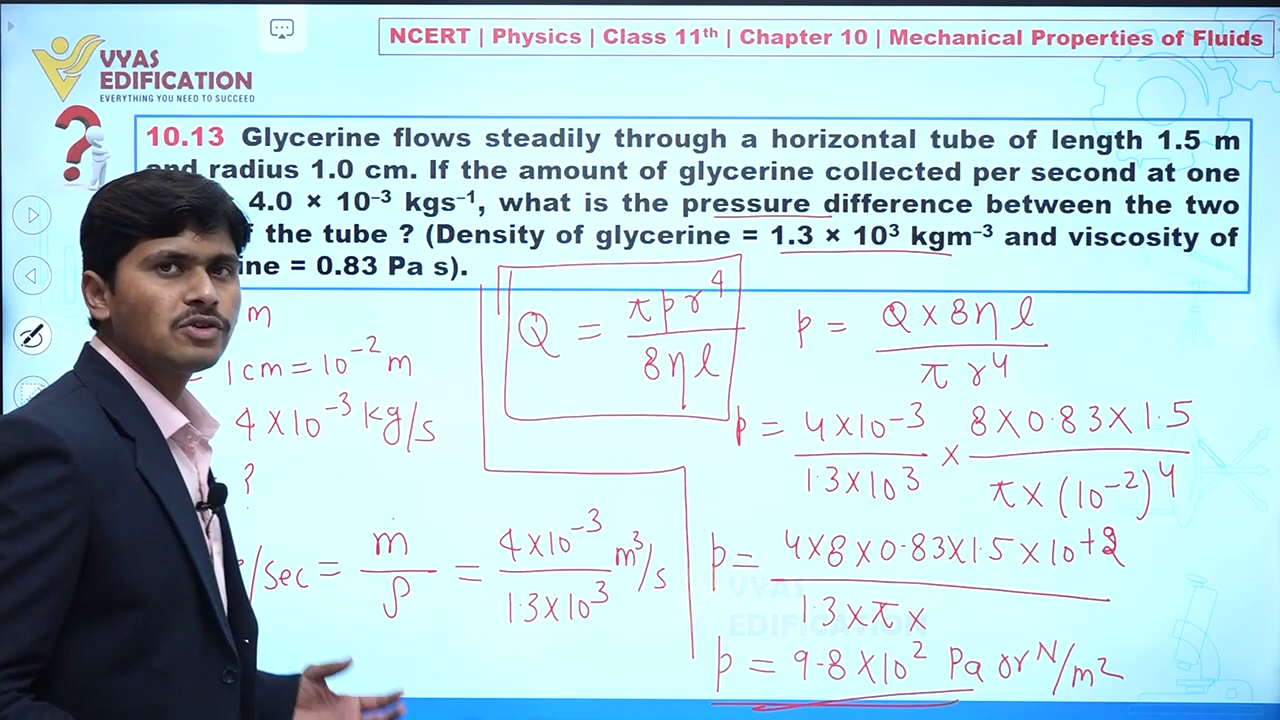 NCERT | Physics | Class 11th | Chapter 10 | Mechanical Properties of Fluids
VYAS
EDIFICATION
EVERYTHING YOU NEED TO SUCCEED
10.13 Glycerine flows steadily through a horizontal tube of length 1.5 m
and radius 1.0 cm. If the amount of glycerine collected per second at one
4.0 × 10⁻³ kgs⁻¹, what is the pressure difference between the two
f the tube ? (Density of glycerine = 1.3 × 10³ kgm⁻³ and viscosity of
ine = 0.83 Pa s).
m
= 1cm = 10⁻² m
4×10⁻³ kg/s
?
/sec = m/ρ = 4×10⁻³/1.3×10³ m³/s
Q = πpr⁴/8ηl
p = Q×8ηl/πr⁴
p = 4×10⁻³/1.3×10³ × 8×0.83×1.5/π×(10⁻²)⁴
p = 4×8×0.83×1.5×10⁺²/1.3×π×
VYAS
EDIFICATION
p = 9.8×10² Pa or N/m²